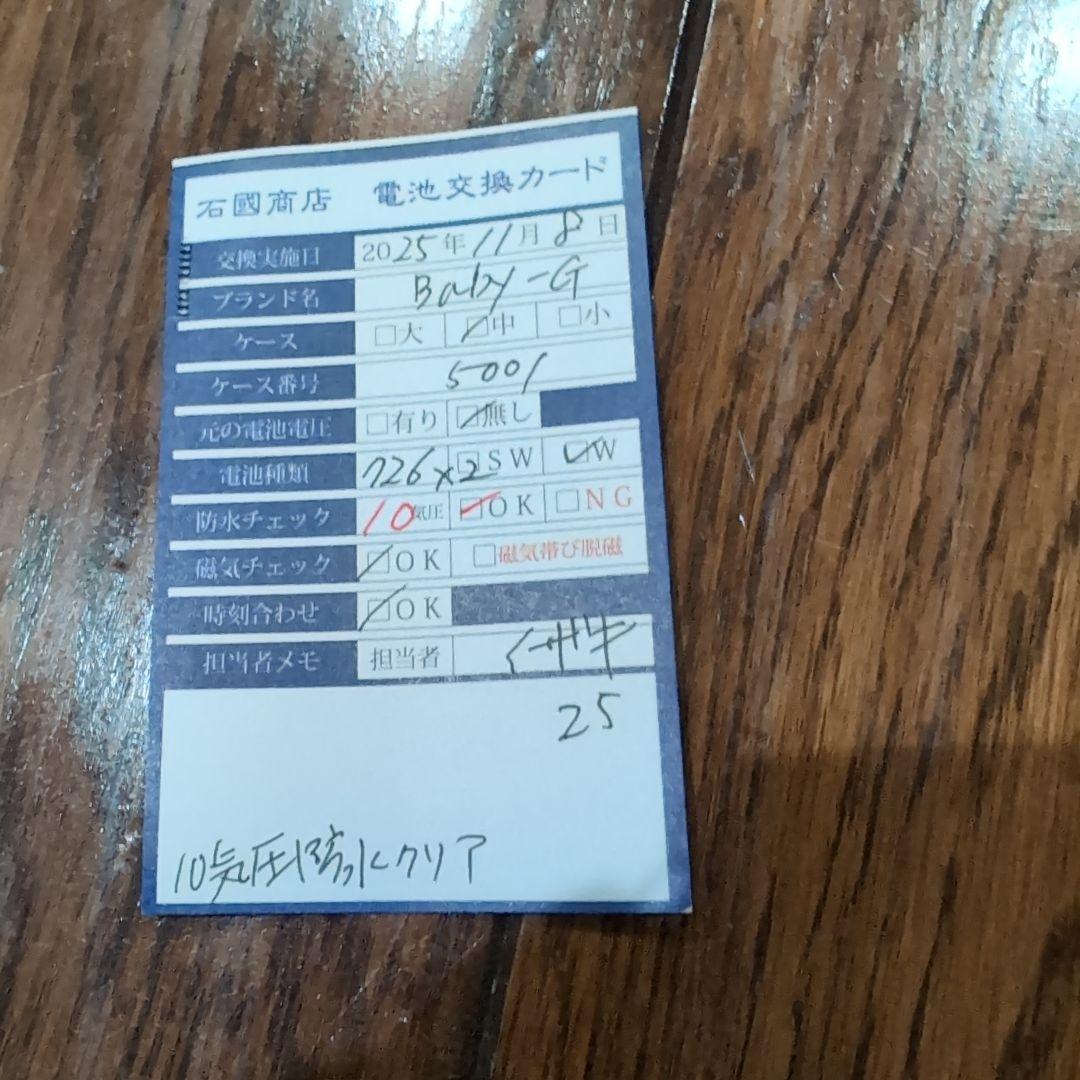 石國商店 電池交換カード
交換実施日 2025年11月8日
ブランド名 Baby-G
ケース □大 ☑中 □小
ケース番号 5001
元の電池電圧 □有り ☑無し
電池種類 726×2 □SW ☑W
防水チェック 10気圧 ☑OK □NG
磁気チェック ☑OK □磁気帯び脱磁
時刻合わせ ☑OK
担当者メモ 担当者
25
10気圧防水クリア